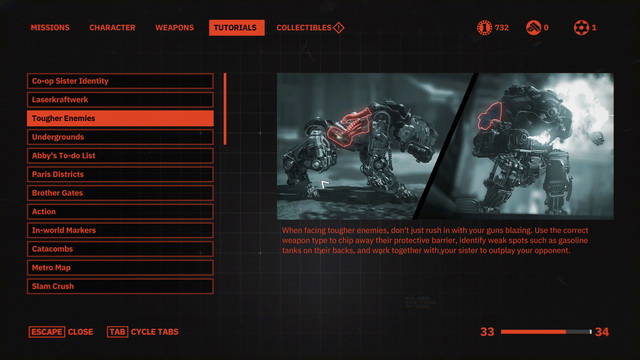 MISSIONS CHARACTER WEAPONS TUTORIALS COLLECTIBLES 732 0 1
Co-op Sister Identity
Laserkraftwerk
Tougher Enemies
Undergrounds
Abby's To-do List
Paris Districts
Brother Gates
Action
In-world Markers
Catacombs
Metro Map
Slam Crush
When facing tougher enemies, don't just rush in with your guns blazing. Use the correct
weapon type to chip away their protective barrier, identify weak spots such as gasoline
tanks on their backs, and work together with your sister to outplay your opponent.
ESCAPE CLOSE TAB CYCLE TABS 33 34